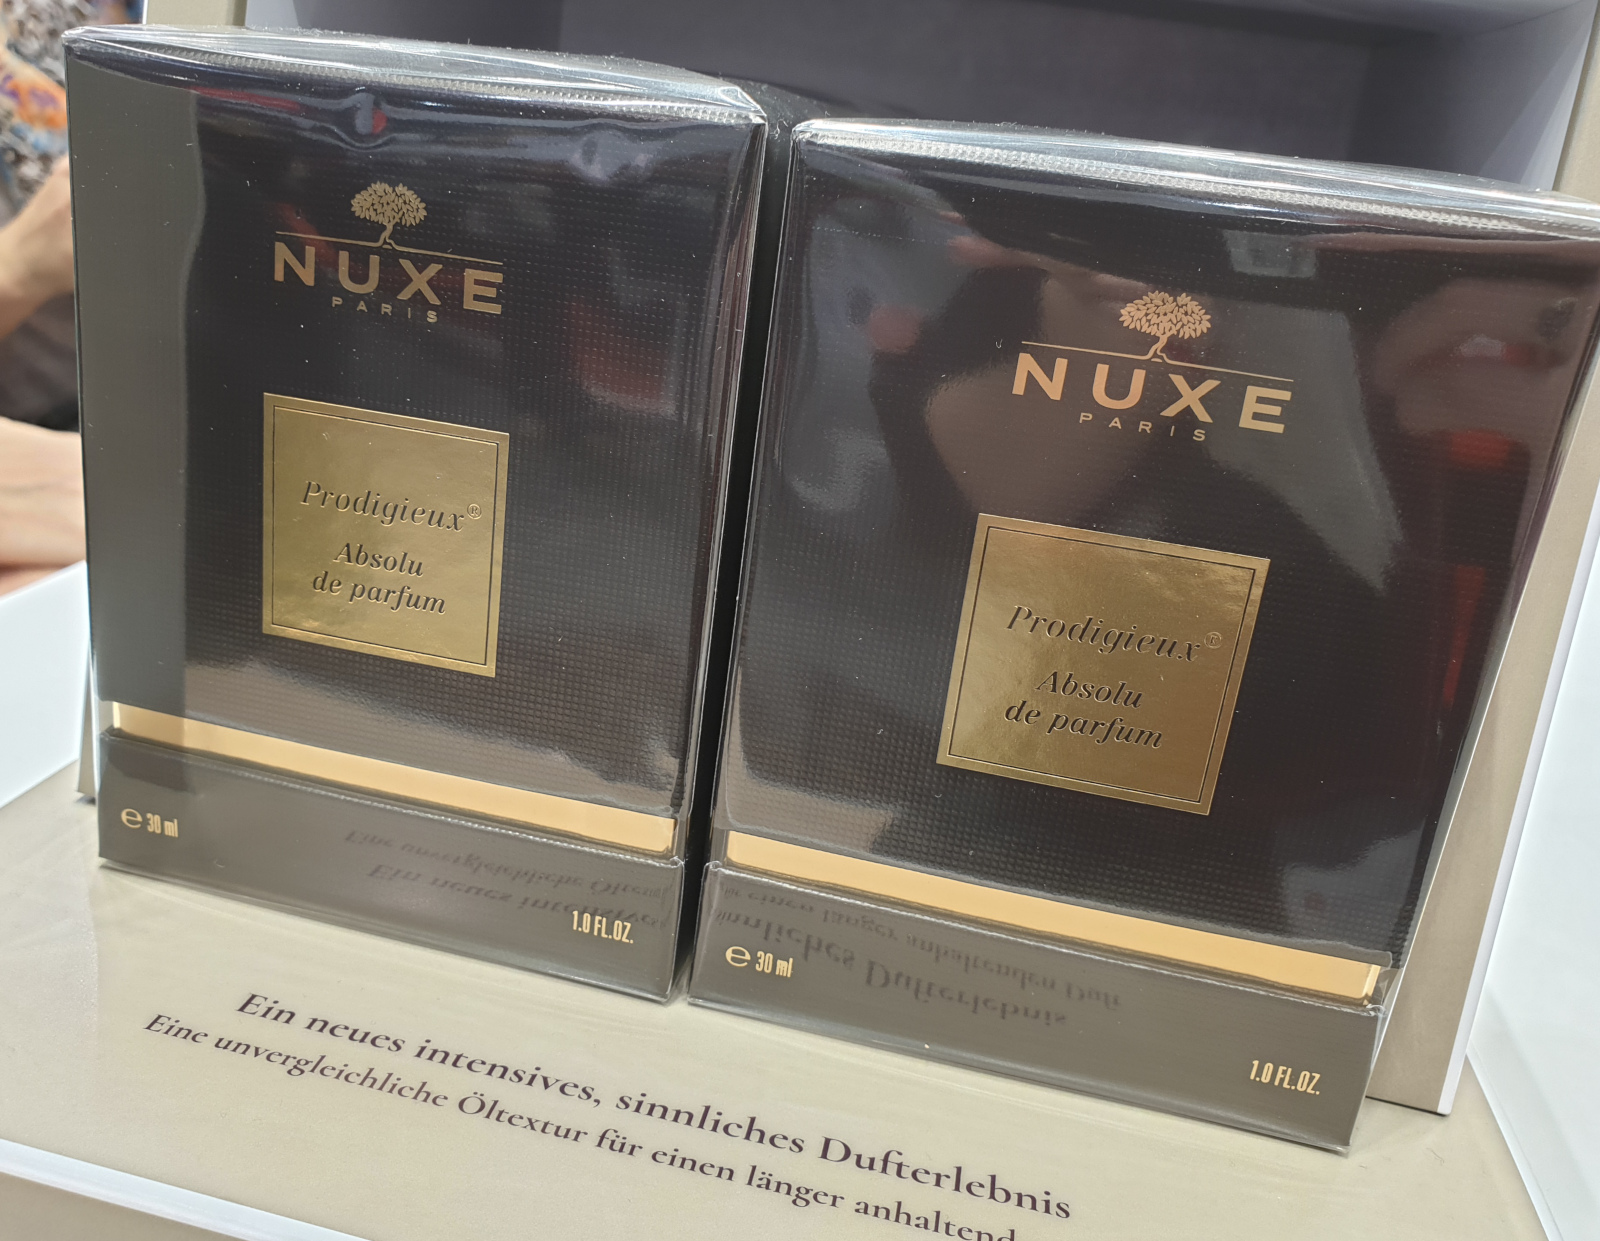 NUXE
PARIS
Prodigieux®
Absolu
de parfum
℮ 30 ml
1.0 FL.OZ.
NUXE
PARIS
Prodigieux®
Absolu
de parfum
℮ 30 ml
1.0 FL.OZ.
Ein neues intensives, sinnliches Dufterlebnis
Eine unvergleichliche Öltextur für einen länger anhaltend